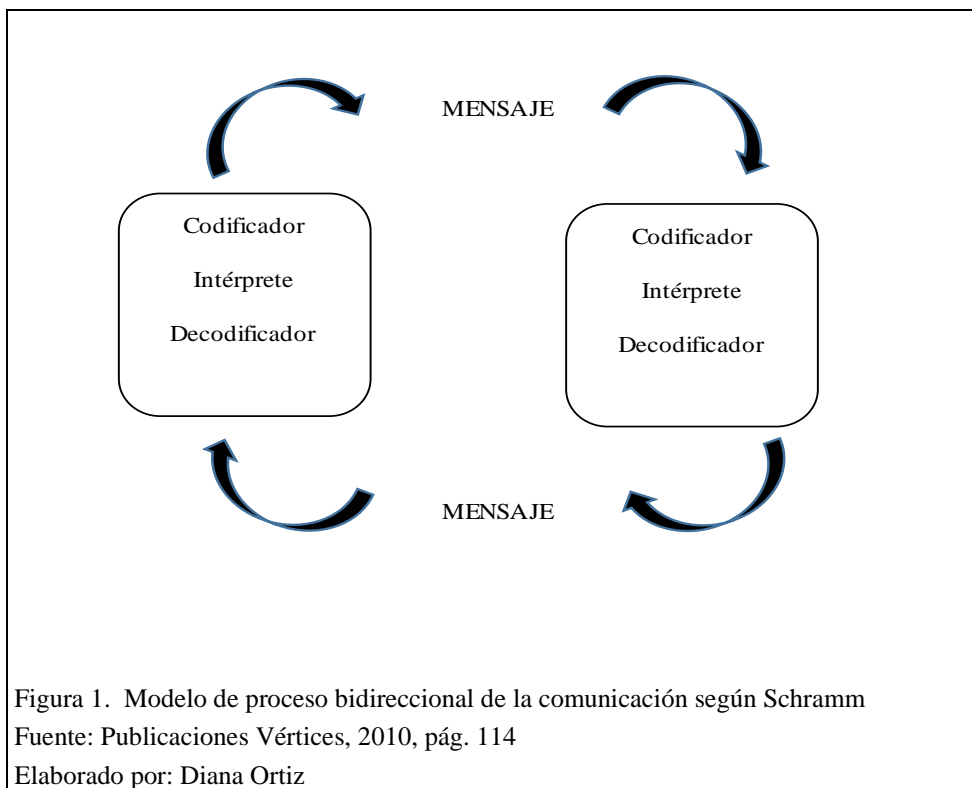 MENSAJE
Codificador
Intérprete
Decodificador
Codificador
Intérprete
Decodificador
MENSAJE
Figura 1.  Modelo de proceso bidireccional de la comunicación según Schramm
Fuente: Publicaciones Vértices, 2010, pág. 114
Elaborado por: Diana Ortiz